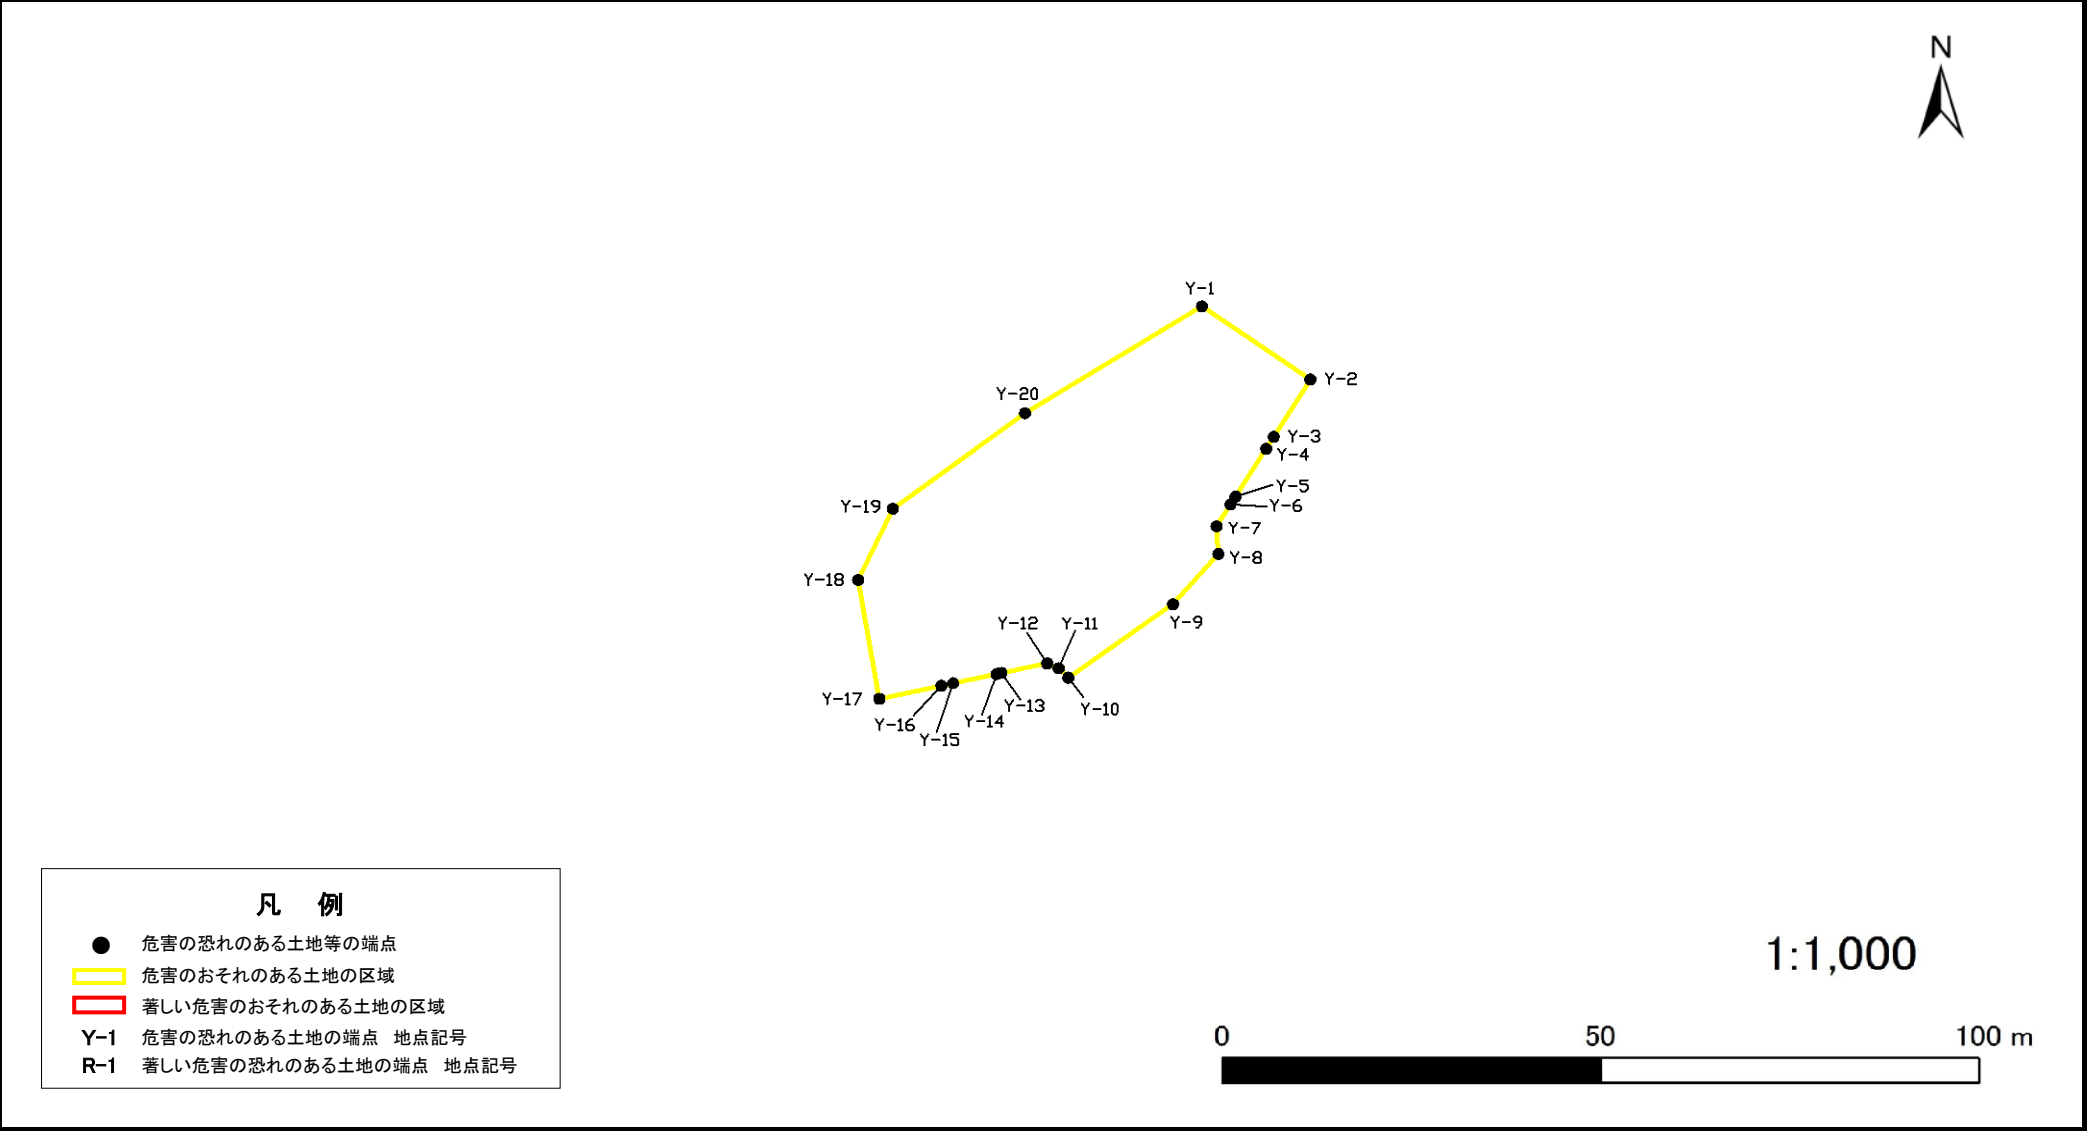 N
Y-1
Y-2
Y-20
Y-3
Y-4
Y-5
Y-19
Y-6
Y-7
Y-8
Y-18
Y-9
Y-12
Y-11
Y-17
Y-13
Y-10
Y-14
Y-16
Y-15
凡 例
危害の恐れのある土地等の端点
危害のおそれのある土地の区域
著しい危害のおそれのある土地の区域
Y-1 危害の恐れのある土地の端点 地点記号
R-1 著しい危害の恐れのある土地の端点 地点記号
1:1,000
0 50 100 m